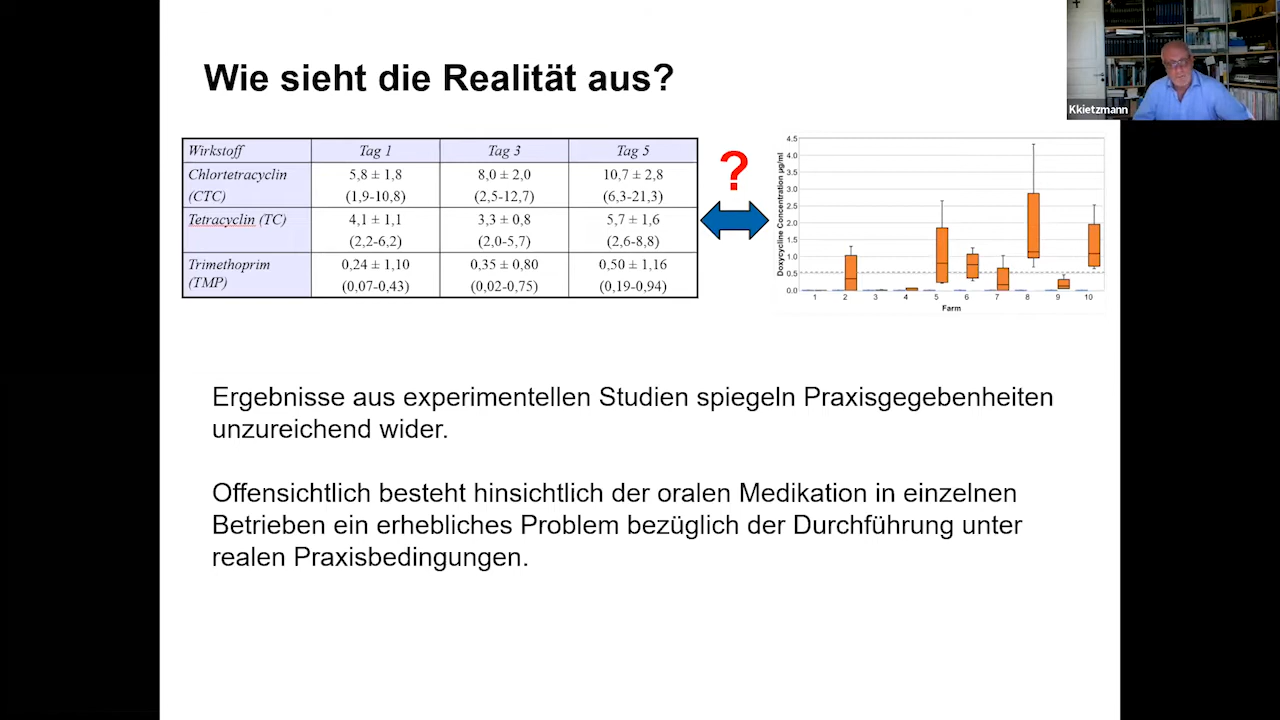 Wie sieht die Realität aus?
Kkietzmann
Wirkstoff Tag 1 Tag 3 Tag 5
Chlortetracyclin 5,8 ± 1,8 8,0 ± 2,0 10,7 ± 2,8
(CTC) (1,9-10,8) (2,5-12,7) (6,3-21,3)
Tetracyclin (TC) 4,1 ± 1,1 3,3 ± 0,8 5,7 ± 1,6
(2,2-6,2) (2,0-5,7) (2,6-8,8)
Trimethoprim 0,24 ± 1,10 0,35 ± 0,80 0,50 ± 1,16
(TMP) (0,07-0,43) (0,02-0,75) (0,19-0,94)
?
Doxycycline Concentration µg/ml
4.5
4.0
3.5
3.0
2.5
2.0
1.5
1.0
0.5
0.0
1 2 3 4 5 6 7 8 9 10
Farm
Ergebnisse aus experimentellen Studien spiegeln Praxisgegebenheiten
unzureichend wider.
Offensichtlich besteht hinsichtlich der oralen Medikation in einzelnen
Betrieben ein erhebliches Problem bezüglich der Durchführung unter
realen Praxisbedingungen.